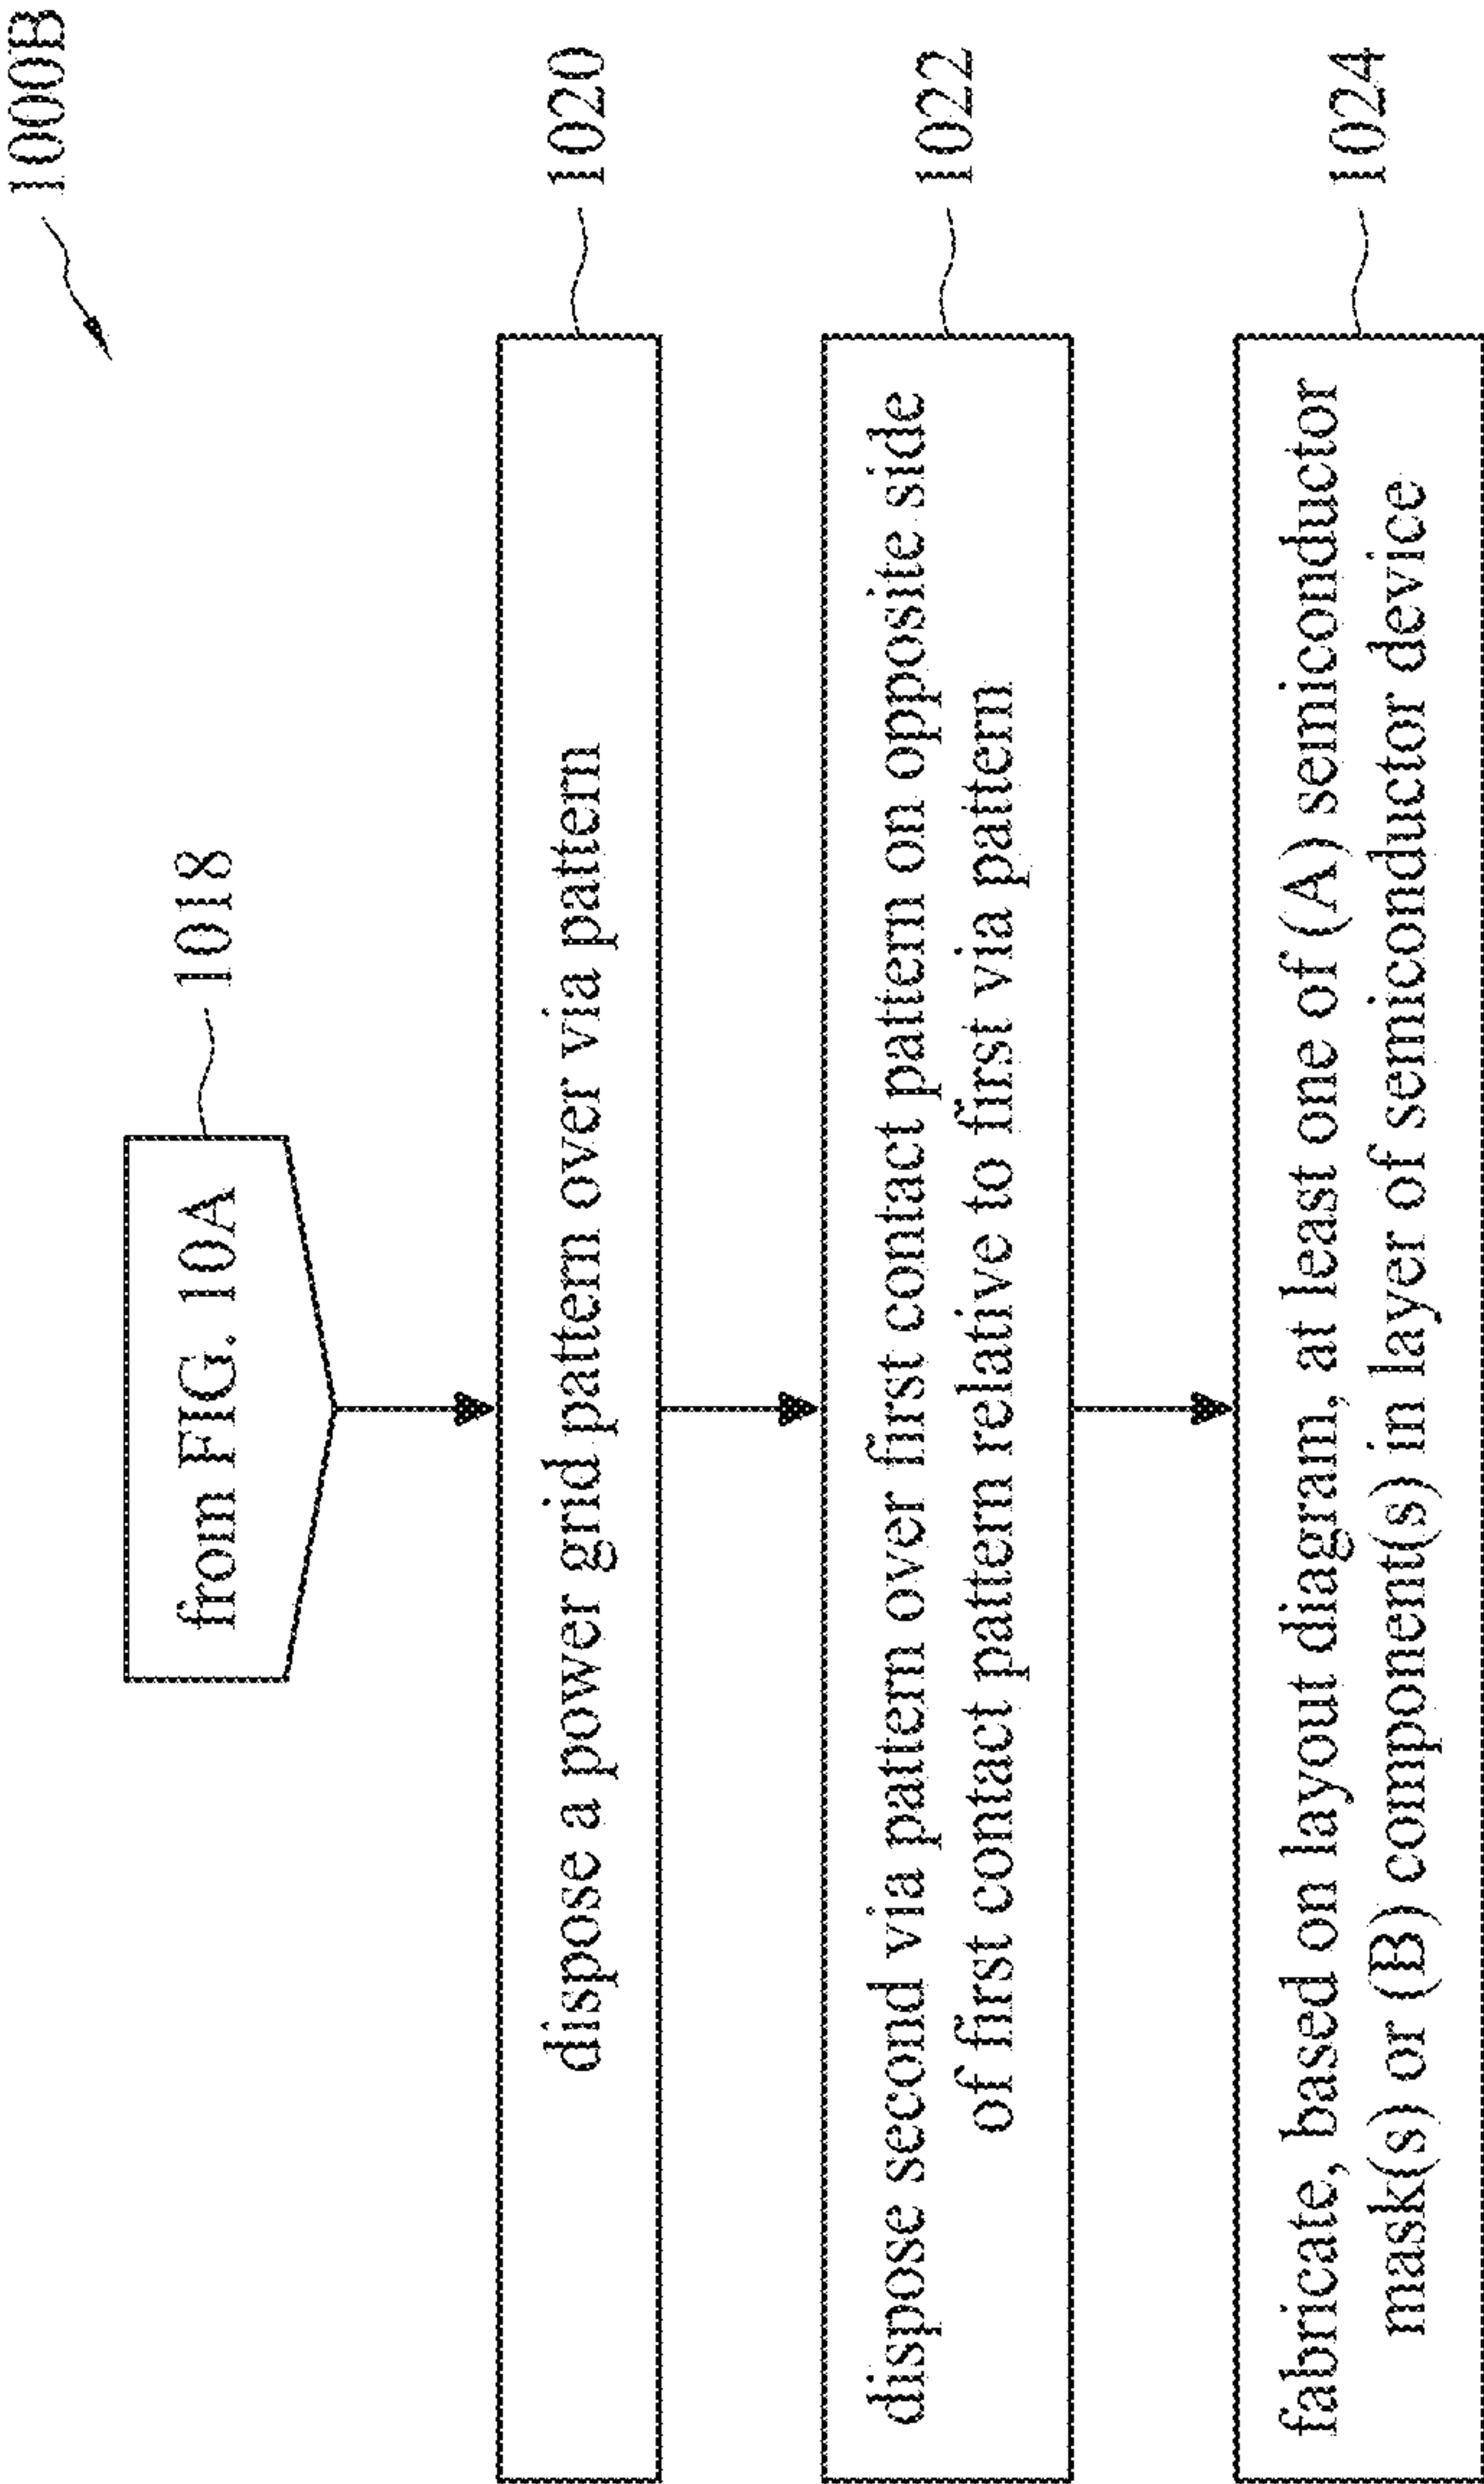 1000B
from FIG. 10A
1018
dispose a power grid pattern over via pattern
1020
dispose second via pattern over first contact pattern on opposite side
of first contact pattern relative to first via pattern
1022
fabricate, based on layout diagram, at least one of (A) semiconductor
mask(s) or (B) component(s) in layer of semiconductor device
1024